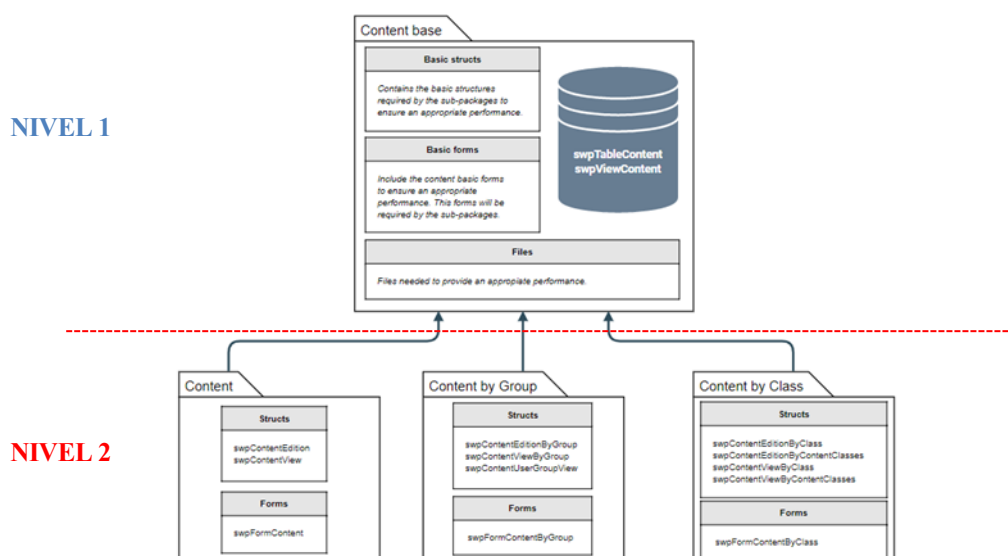 Content base
Basic structs
Contains the basic structures
required by the sub-packages to
ensure an appropriate performance.
Basic forms
Include the content basic forms
to ensure an appropriate
performance. This forms will be
required by the sub-packages.
swpTableContent
swpViewContent
Files
Files needed to provide an appropiate performance.
NIVEL 1
Content
Structs
swpContentEdition
swpContentView
Forms
swpFormContent
Content by Group
Structs
swpContentEditionByGroup
swpContentViewByGroup
swpContentUserGroupView
Forms
swpFormContentByGroup
Content by Class
Structs
swpContentEditionByClass
swpContentEditionByContentClasses
swpContentViewByClass
swpContentViewByContentClasses
Forms
swpFormContentByClass
NIVEL 2